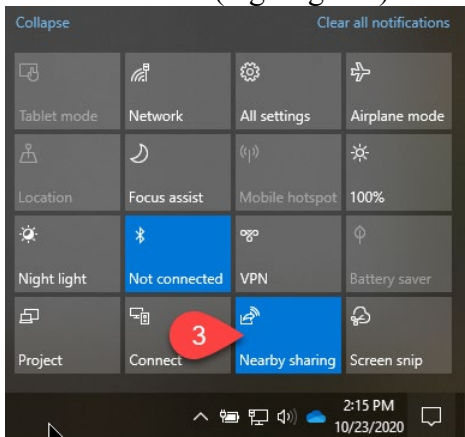 Collapse Clear all notifications
Tablet mode Network All settings Airplane mode
Location Focus assist Mobile hotspot 100%
Night light Not connected VPN Battery saver
3
Project Connect Nearby sharing Screen snip
2:15 PM
10/23/2020